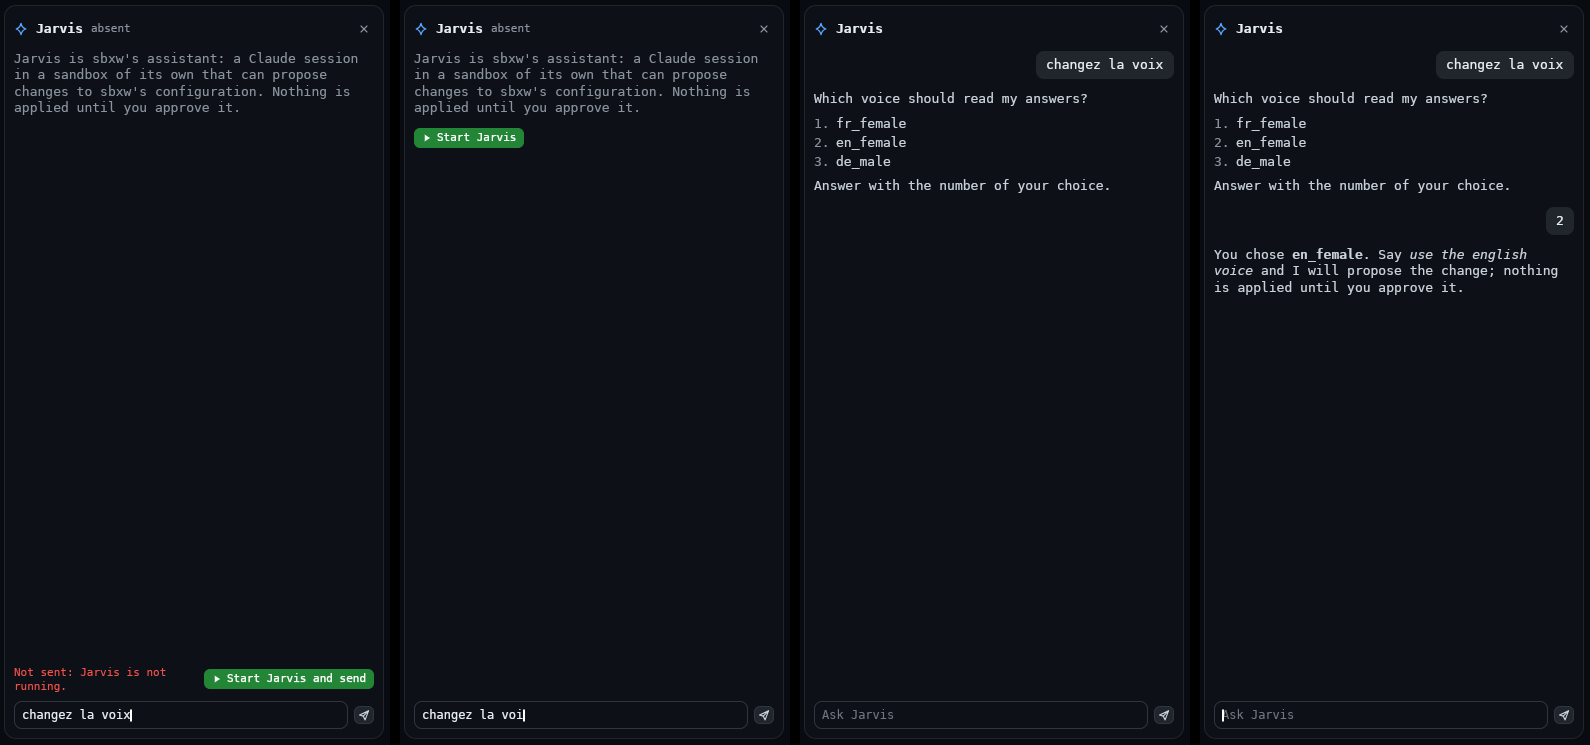 Jarvis absent ×
Jarvis is sbxw's assistant: a Claude session
in a sandbox of its own that can propose
changes to sbxw's configuration. Nothing is
applied until you approve it.
Not sent: Jarvis is not
running.
Start Jarvis and send
changez la voix
Jarvis absent ×
Jarvis is sbxw's assistant: a Claude session
in a sandbox of its own that can propose
changes to sbxw's configuration. Nothing is
applied until you approve it.
Start Jarvis
changez la voi
Jarvis ×
changez la voix
Which voice should read my answers?
1. fr_female
2. en_female
3. de_male
Answer with the number of your choice.
Ask Jarvis
Jarvis ×
changez la voix
Which voice should read my answers?
1. fr_female
2. en_female
3. de_male
Answer with the number of your choice.
2
You chose en_female. Say use the english
voice and I will propose the change; nothing
is applied until you approve it.
Ask Jarvis